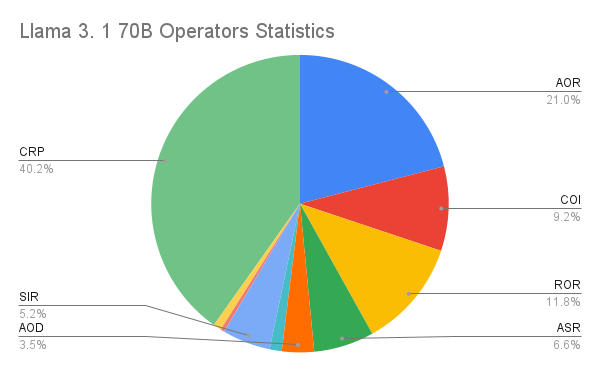 Llama 3. 1 70B Operators Statistics
AOR
21.0%
CRP
40.2%
COI
9.2%
ROR
11.8%
SIR
5.2%
AOD
3.5%
ASR
6.6%